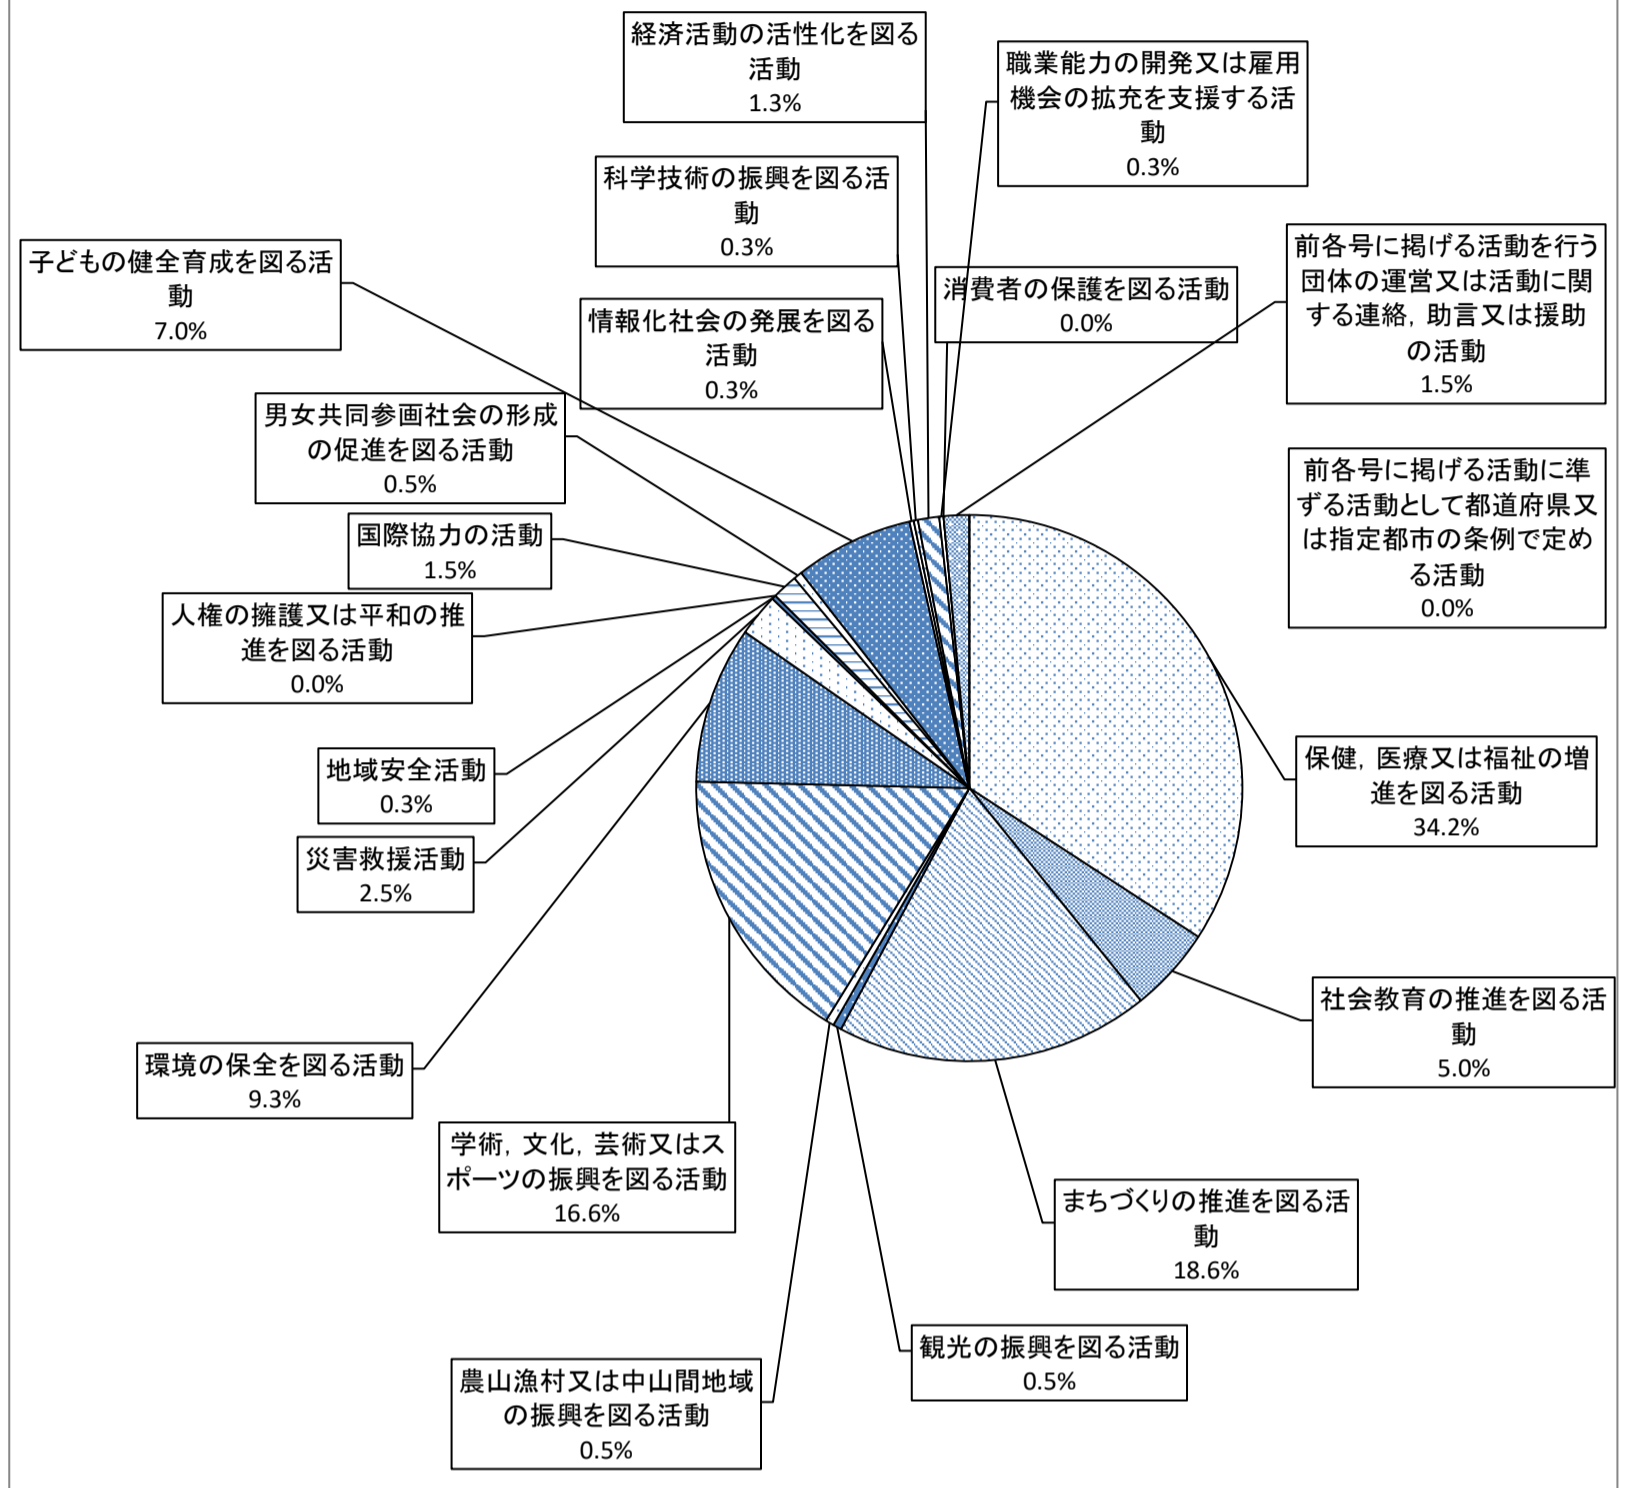 経済活動の活性化を図る
活動
1.3%
職業能力の開発又は雇用
機会の拡充を支援する活
動
0.3%
科学技術の振興を図る活
動
0.3%
前各号に掲げる活動を行う
団体の運営又は活動に関
する連絡，助言又は援助
の活動
1.5%
子どもの健全育成を図る活
動
7.0%
消費者の保護を図る活動
0.0%
情報化社会の発展を図る
活動
0.3%
男女共同参画社会の形成
の促進を図る活動
0.5%
前各号に掲げる活動に準
ずる活動として都道府県又
は指定都市の条例で定め
る活動
0.0%
国際協力の活動
1.5%
人権の擁護又は平和の推
進を図る活動
0.0%
保健，医療又は福祉の増
進を図る活動
34.2%
地域安全活動
0.3%
災害救援活動
2.5%
社会教育の推進を図る活
動
5.0%
環境の保全を図る活動
9.3%
学術，文化，芸術又はス
ポーツの振興を図る活動
16.6%
まちづくりの推進を図る活
動
18.6%
観光の振興を図る活動
0.5%
農山漁村又は中山間地域
の振興を図る活動
0.5%